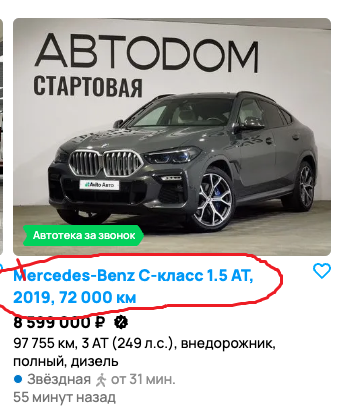 АВТОDOM
СТАРТОВАЯ
Avito Авто
Автотека за звонок
Mercedes-Benz C-класс 1.5 AT,
2019, 72 000 км
8 599 000 ₽
97 755 км, 3 AT (249 л.с.), внедорожник,
полный, дизель
Звёздная от 31 мин.
55 минут назад